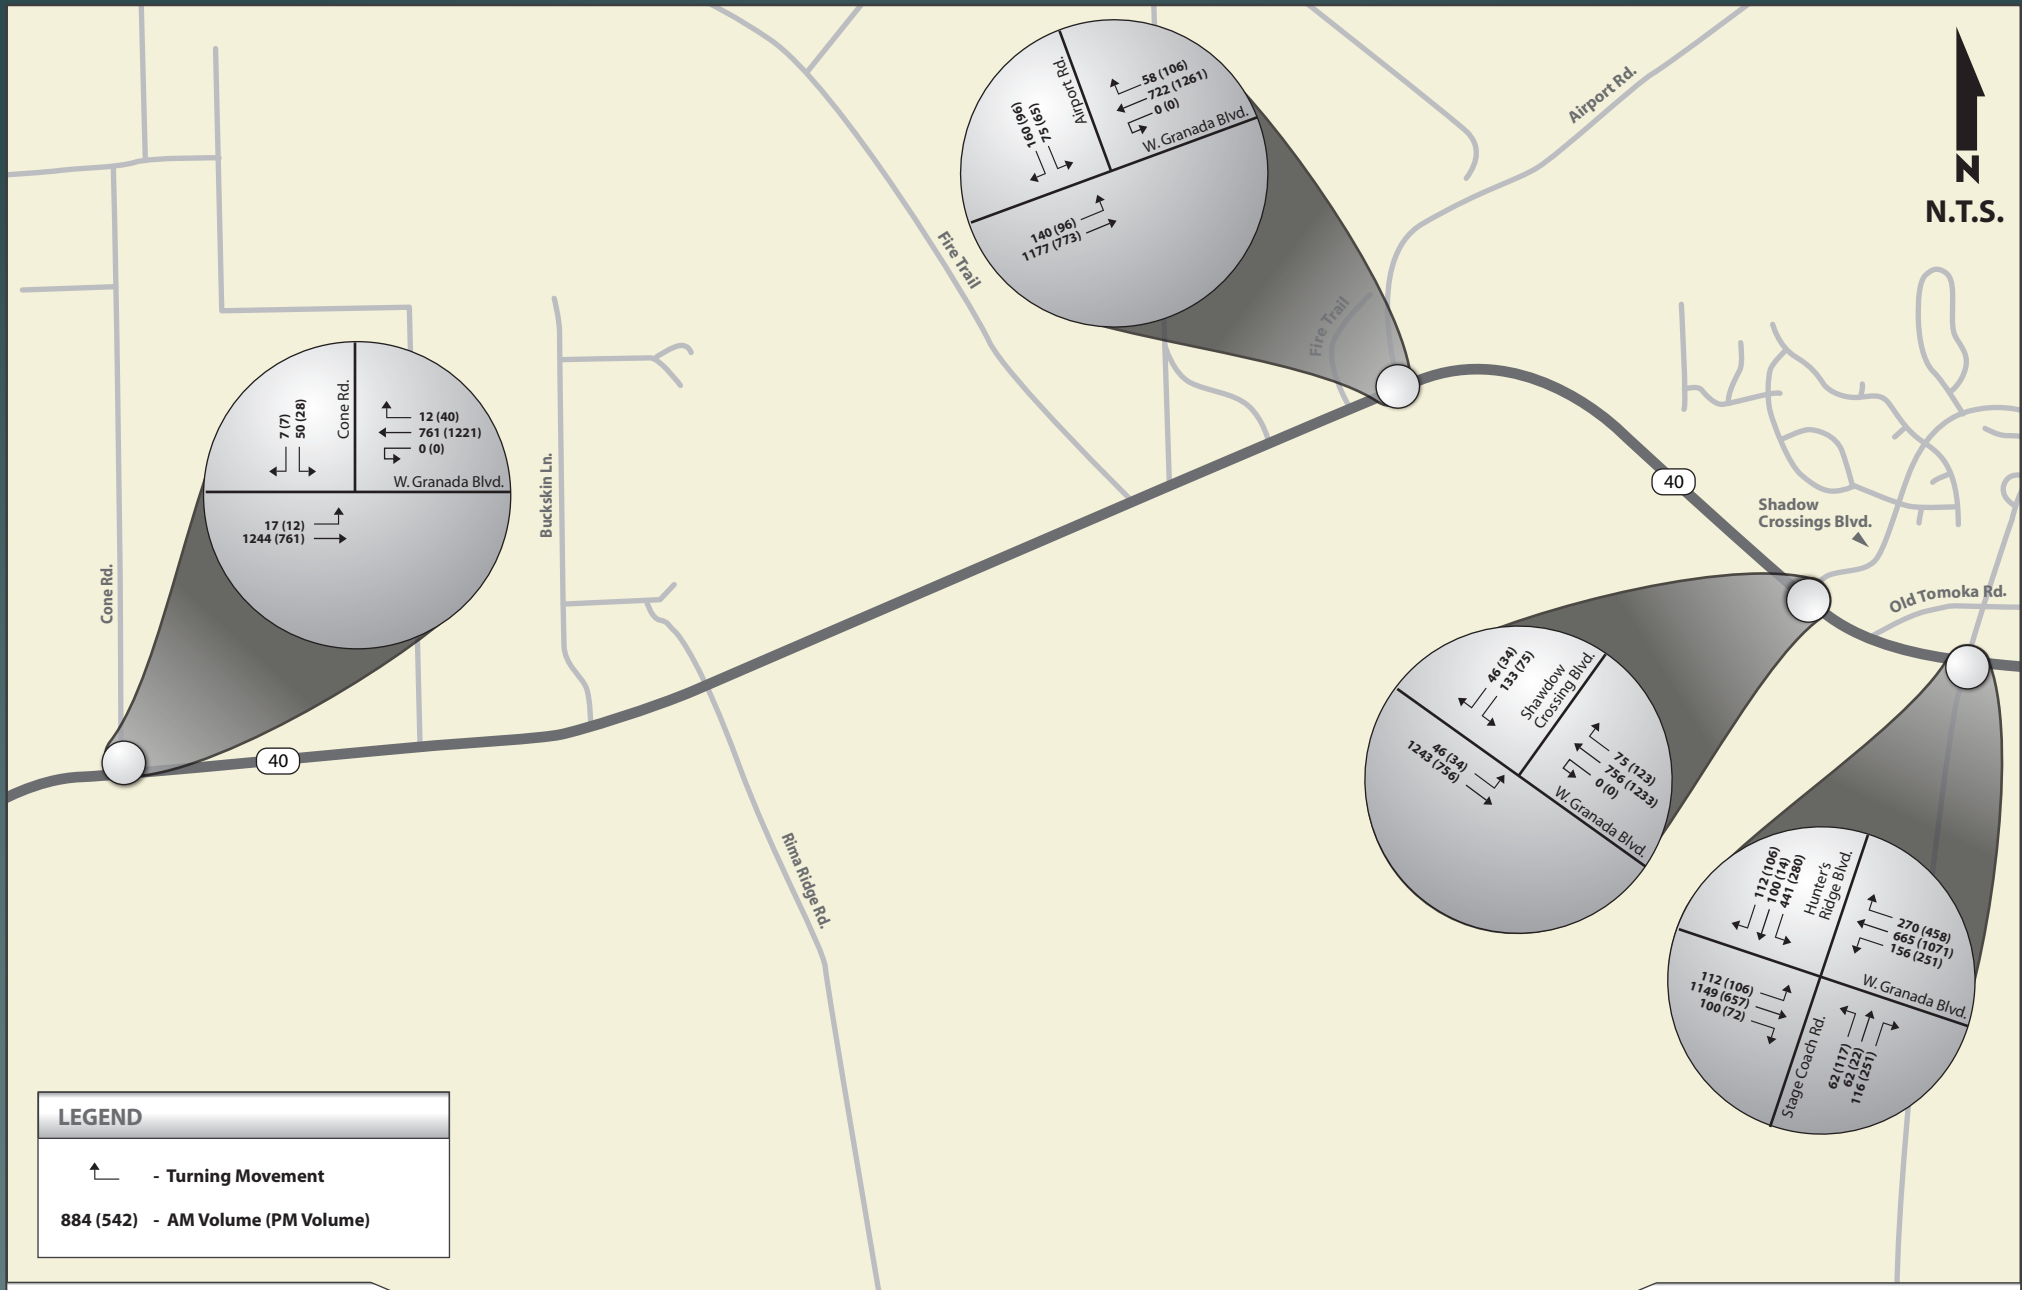 Airport Rd.
160 (96)
75 (65)
58 (106)
722 (1261)
0 (0)
W. Granada Blvd.
140 (96)
1177 (773)
Airport Rd.
N
N.T.S.
Fire Trail
Fire Trail
Cone Rd.
7 (7)
50 (28)
12 (40)
761 (1221)
0 (0)
W. Granada Blvd.
17 (12)
1244 (761)
Cone Rd.
Buckskin Ln.
40
40
Shadow
Crossings Blvd.
Old Tomoka Rd.
46 (34)
133 (75)
Shawdow
Crossing Blvd.
75 (123)
756 (1233)
0 (0)
W. Granada Blvd.
46 (34)
1243 (756)
Rima Ridge Rd.
112 (106)
100 (14)
441 (280)
Hunter's
Ridge Blvd.
270 (458)
665 (1071)
156 (251)
W. Granada Blvd.
112 (106)
1149 (657)
100 (72)
Stage Coach Rd.
62 (117)
62 (22)
116 (251)
LEGEND
- Turning Movement
884 (542) - AM Volume (PM Volume)